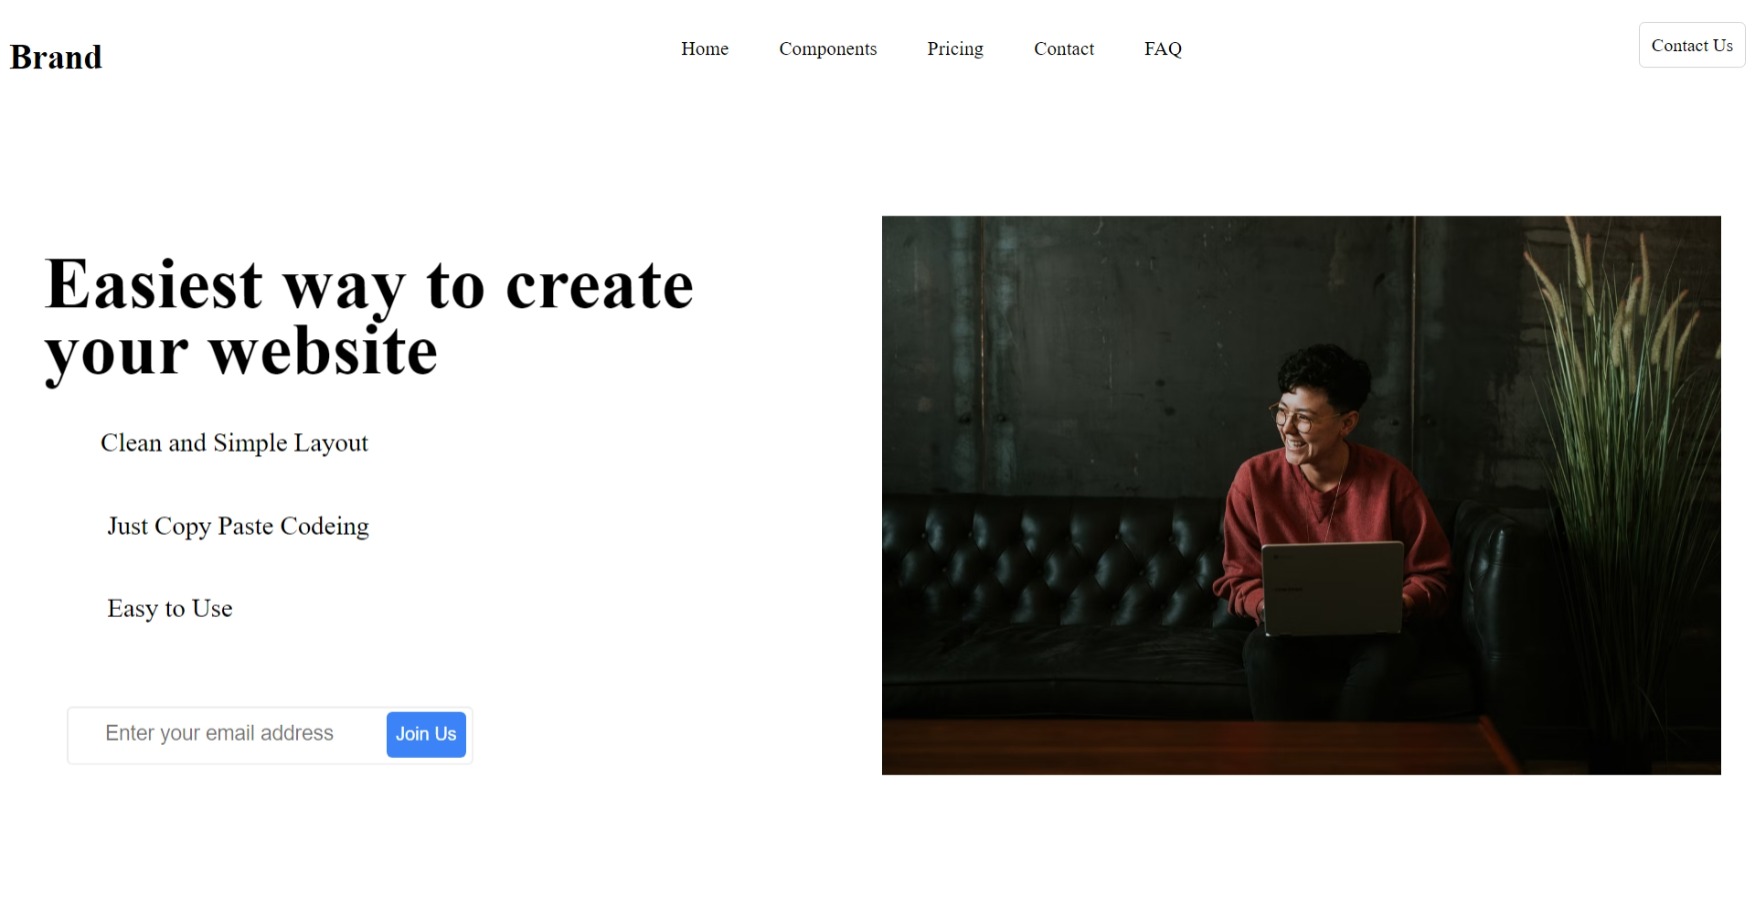 Brand
Home Components Pricing Contact FAQ
Contact Us
Easiest way to create
your website
Clean and Simple Layout
Just Copy Paste Codeing
Easy to Use
Enter your email address Join Us